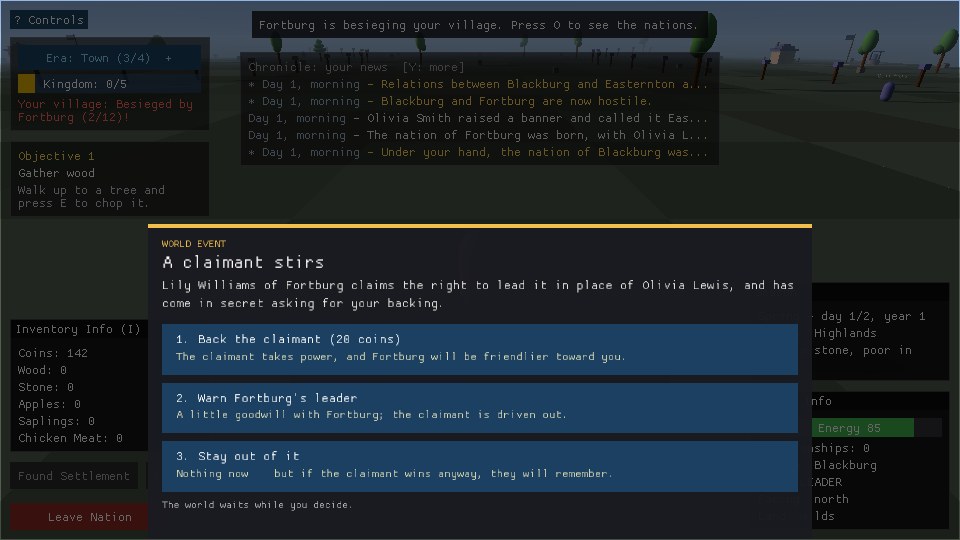 ? Controls
Fortburg is besieging your village. Press O to see the nations.
Era: Town (3/4) +
Kingdom: 0/5
Your village: Besieged by
Fortburg (2/12)!
Chronicle: your news [Y: more]
* Day 1, morning - Relations between Blackburg and Easternton a...
* Day 1, morning - Blackburg and Fortburg are now hostile.
Day 1, morning - Olivia Smith raised a banner and called it Eas...
Day 1, morning - The nation of Fortburg was born, with Olivia L...
* Day 1, morning - Under your hand, the nation of Blackburg was...
Objective 1
Gather wood
Walk up to a tree and
press E to chop it.
WORLD EVENT
A claimant stirs
Lily Williams of Fortburg claims the right to lead it in place of Olivia Lewis, and has
come in secret asking for your backing.
1. Back the claimant (20 coins)
The claimant takes power, and Fortburg will be friendlier toward you.
2. Warn Fortburg's leader
A little goodwill with Fortburg; the claimant is driven out.
3. Stay out of it
Nothing now   but if the claimant wins anyway, they will remember.
The world waits while you decide.
Inventory Info (I)
Coins: 142
Wood: 0
Stone: 0
Apples: 0
Saplings: 0
Chicken Meat: 0
Found Settlement
Leave Nation
day 1/2, year 1
Highlands
stone, poor in
Energy 85
Blackburg
north